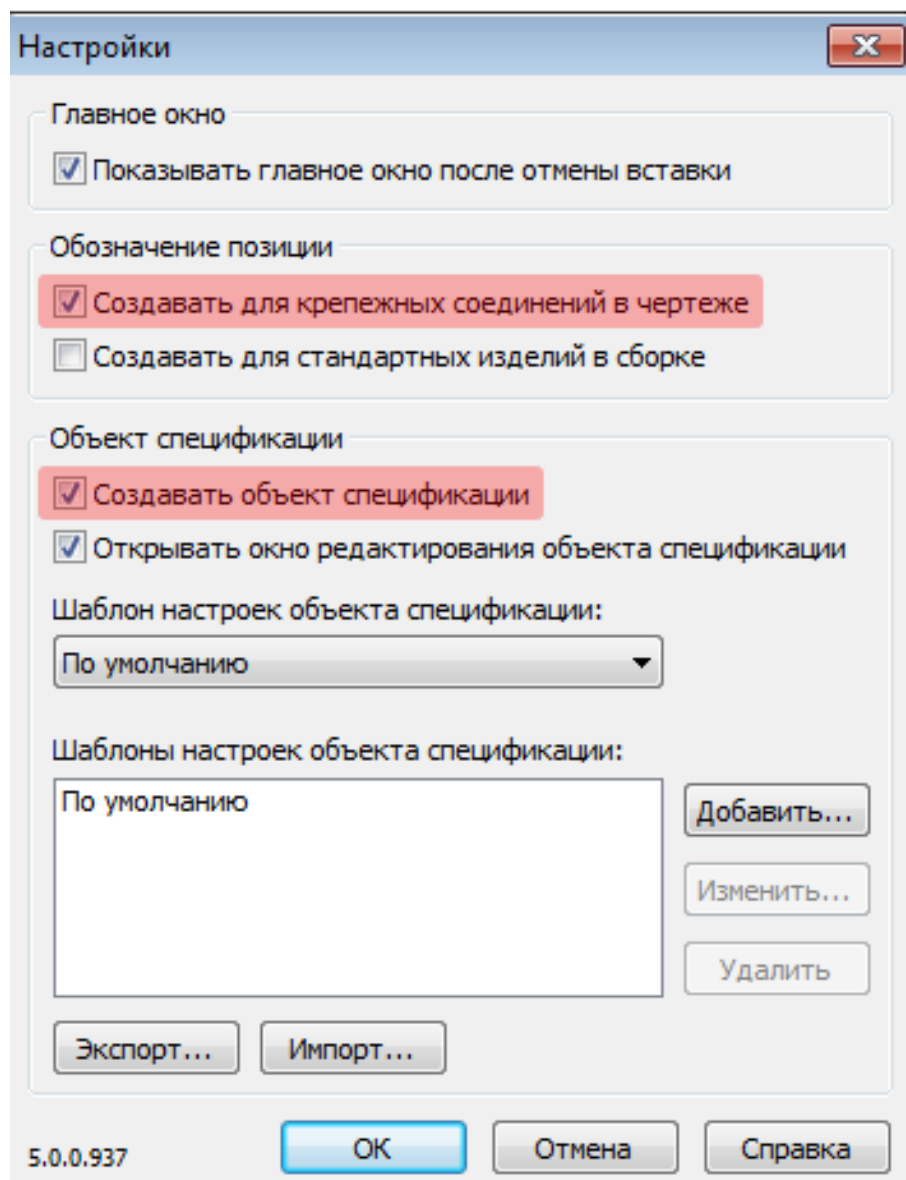 Настройки
Главное окно
Показывать главное окно после отмены вставки
Обозначение позиции
Создавать для крепежных соединений в чертеже
Создавать для стандартных изделий в сборке
Объект спецификации
Создавать объект спецификации
Открывать окно редактирования объекта спецификации
Шаблон настроек объекта спецификации:
По умолчанию
Шаблоны настроек объекта спецификации:
По умолчанию
Добавить...
Изменить...
Удалить
Экспорт... Импорт...
5.0.0.937 ОК Отмена Справка